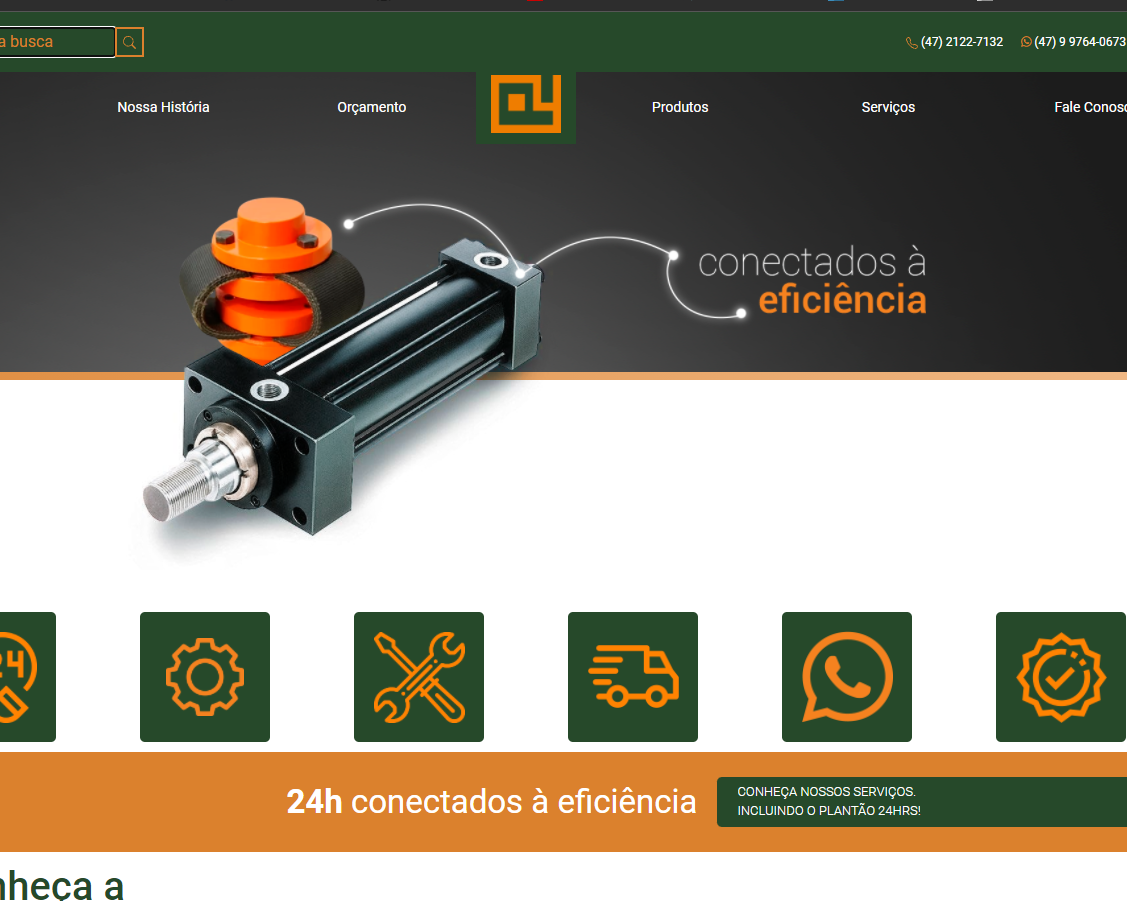 a busca
(47) 2122-7132
(47) 9 9764-0673
Nossa História
Orçamento
Produtos
Serviços
Fale Conosc
conectados à
eficiência
24
24h conectados à eficiência
CONHEÇA NOSSOS SERVIÇOS.
INCLUINDO O PLANTÃO 24HRS!
nheça a